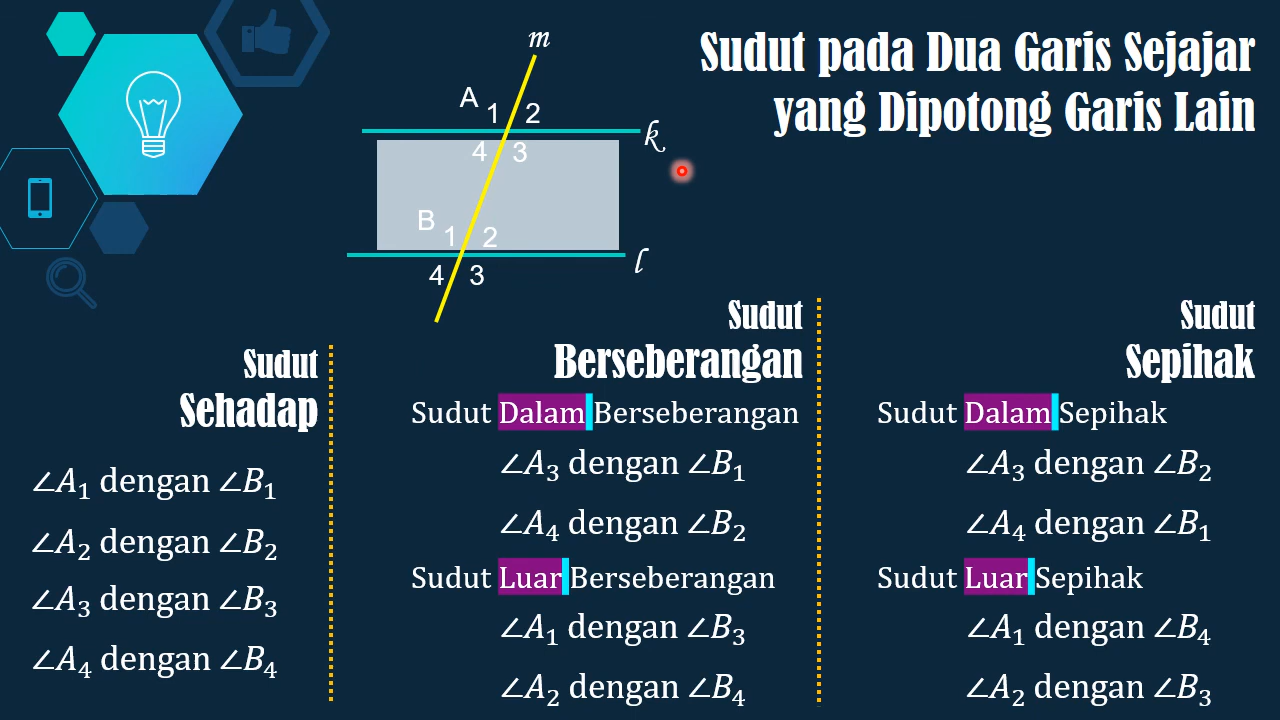 Sudut pada Dua Garis Sejajar
yang Dipotong Garis Lain
m
A 1 2
k
4 3
B 1 2
l
4 3
Sudut
Sehadap
∠A₁ dengan ∠B₁
∠A₂ dengan ∠B₂
∠A₃ dengan ∠B₃
∠A₄ dengan ∠B₄
Sudut
Berseberangan
Sudut Dalam Berseberangan
∠A₃ dengan ∠B₁
∠A₄ dengan ∠B₂
Sudut Luar Berseberangan
∠A₁ dengan ∠B₃
∠A₂ dengan ∠B₄
Sudut
Sepihak
Sudut Dalam Sepihak
∠A₃ dengan ∠B₂
∠A₄ dengan ∠B₁
Sudut Luar Sepihak
∠A₁ dengan ∠B₄
∠A₂ dengan ∠B₃